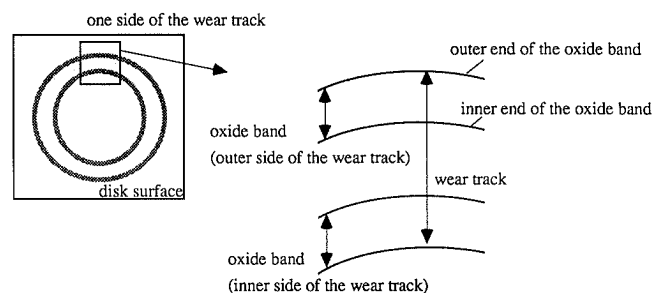 one side of the wear track
disk surface
outer end of the oxide band
inner end of the oxide band
oxide band
(outer side of the wear track)
wear track
oxide band
(inner side of the wear track)